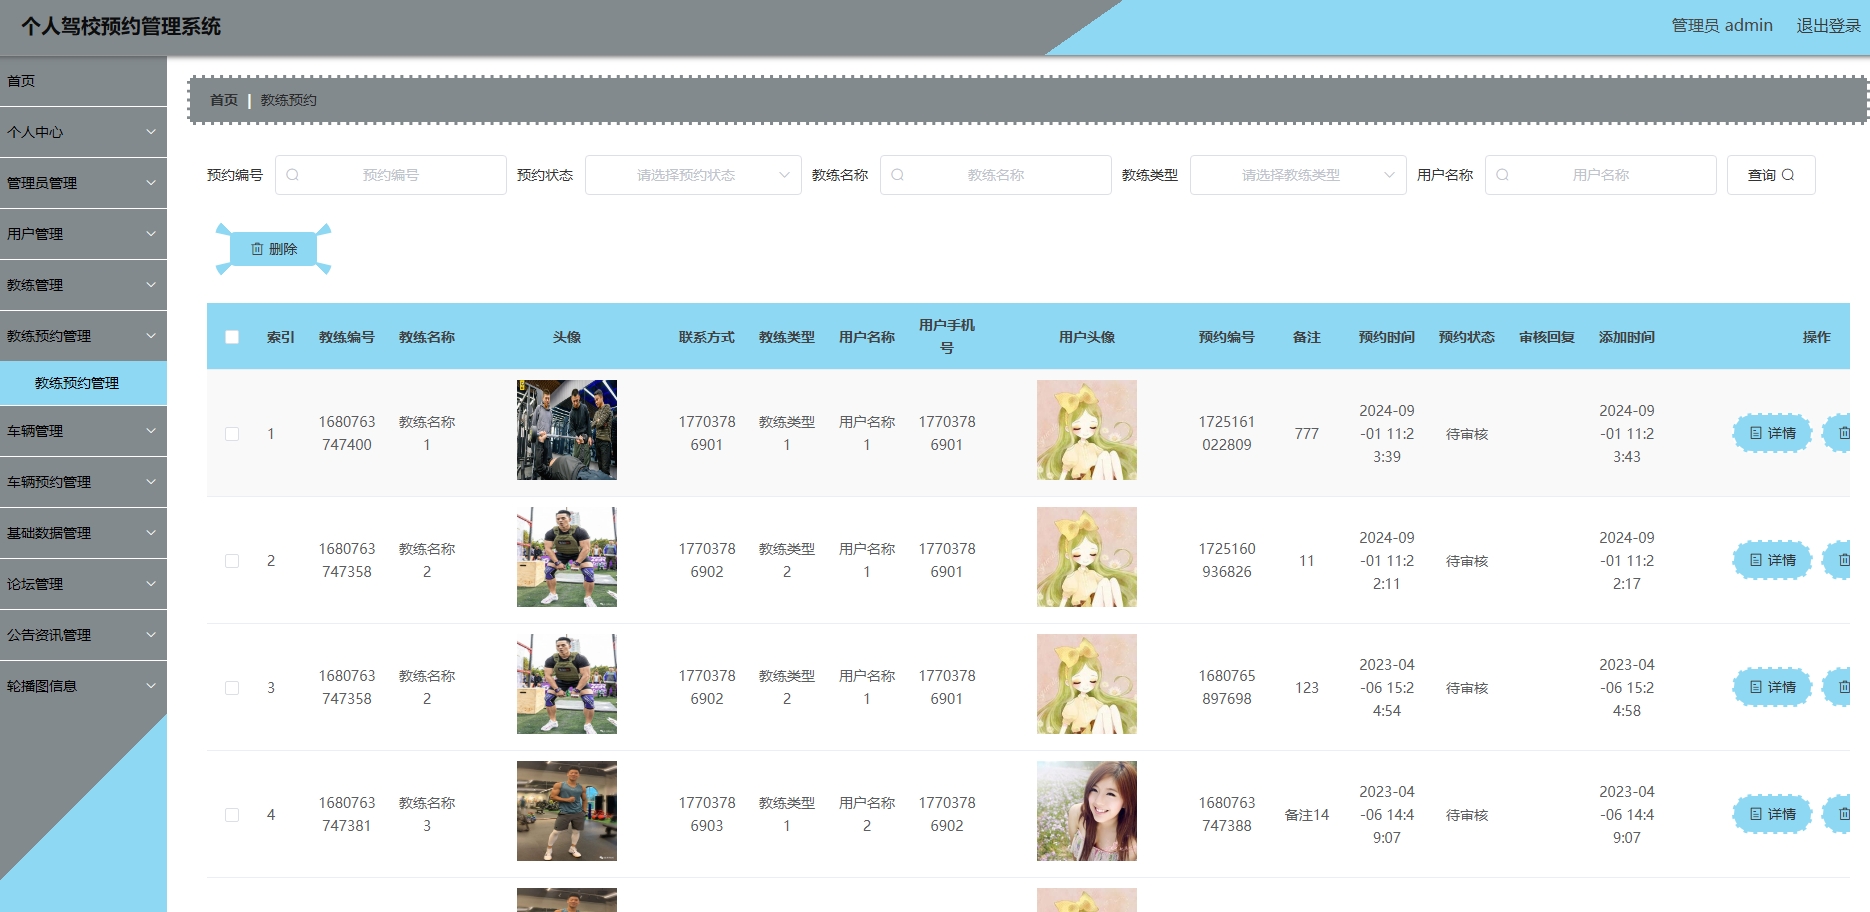 个人驾校预约管理系统
管理员 admin 退出登录
首页
个人中心
管理员管理
用户管理
教练管理
教练预约管理
教练预约管理
车辆管理
车辆预约管理
基础数据管理
论坛管理
公告资讯管理
轮播图信息
首页 | 教练预约
预约编号 预约编号 预约状态 请选择预约状态 教练名称 教练名称 教练类型 请选择教练类型 用户名称 用户名称 查询
删除
索引 教练编号 教练名称 头像 联系方式 教练类型 用户名称 用户手机号 用户头像 预约编号 备注 预约时间 预约状态 审核回复 添加时间 操作
1 1680763747400 教练名称1 17703786901 教练类型1 用户名称1 17703786901 1725161022809 777 2024-09-01 11:23:39 待审核 2024-09-01 11:23:43 详情
2 1680763747358 教练名称2 17703786902 教练类型2 用户名称1 17703786901 1725160936826 11 2024-09-01 11:22:11 待审核 2024-09-01 11:22:17 详情
3 1680763747358 教练名称2 17703786902 教练类型2 用户名称1 17703786901 1680765897698 123 2023-04-06 15:24:54 待审核 2023-04-06 15:24:58 详情
4 1680763747381 教练名称3 17703786903 教练类型1 用户名称2 17703786902 1680763747388 备注14 2023-04-06 14:49:07 待审核 2023-04-06 14:49:07 详情